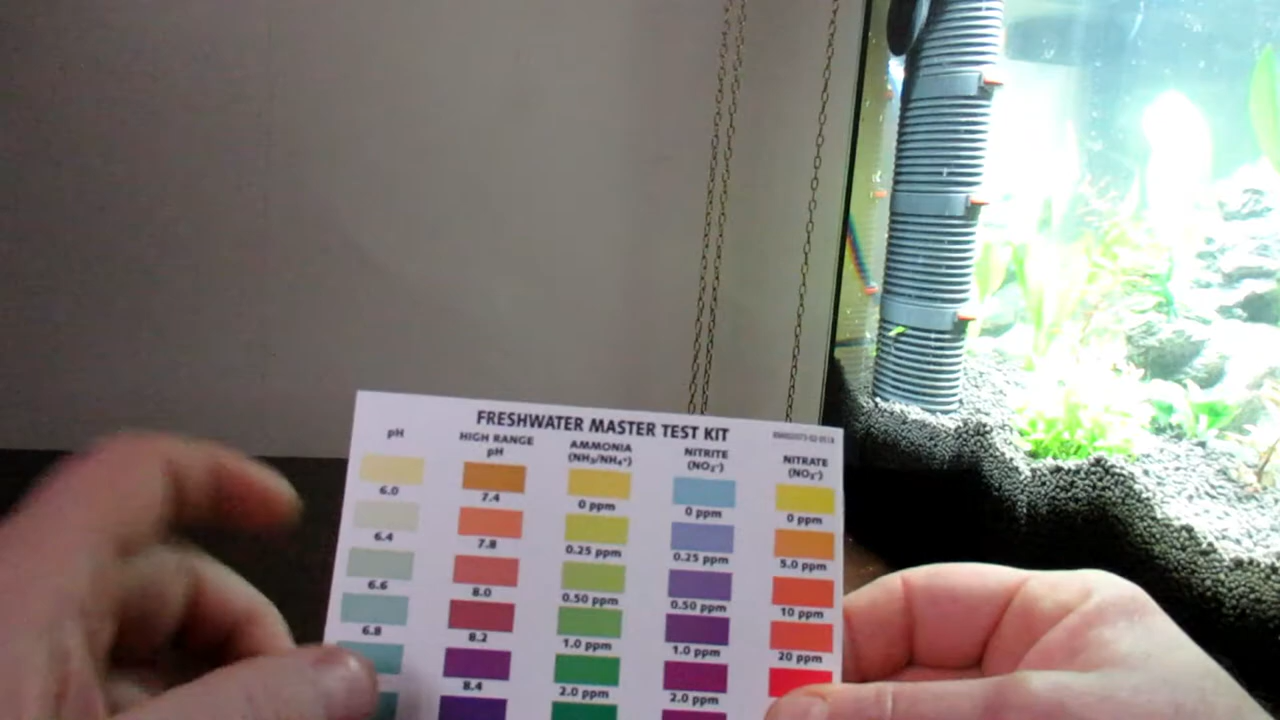 FRESHWATER MASTER TEST KIT
pH
HIGH RANGE
pH
AMMONIA
(NH₃/NH₄⁺)
NITRITE
(NO₂⁻)
NITRATE
(NO₃⁻)
6.0
7.4
0 ppm
0 ppm
0 ppm
6.4
7.8
0.25 ppm
0.25 ppm
5.0 ppm
6.6
8.0
0.50 ppm
0.50 ppm
10 ppm
6.8
8.2
1.0 ppm
1.0 ppm
20 ppm
8.4
2.0 ppm
2.0 ppm